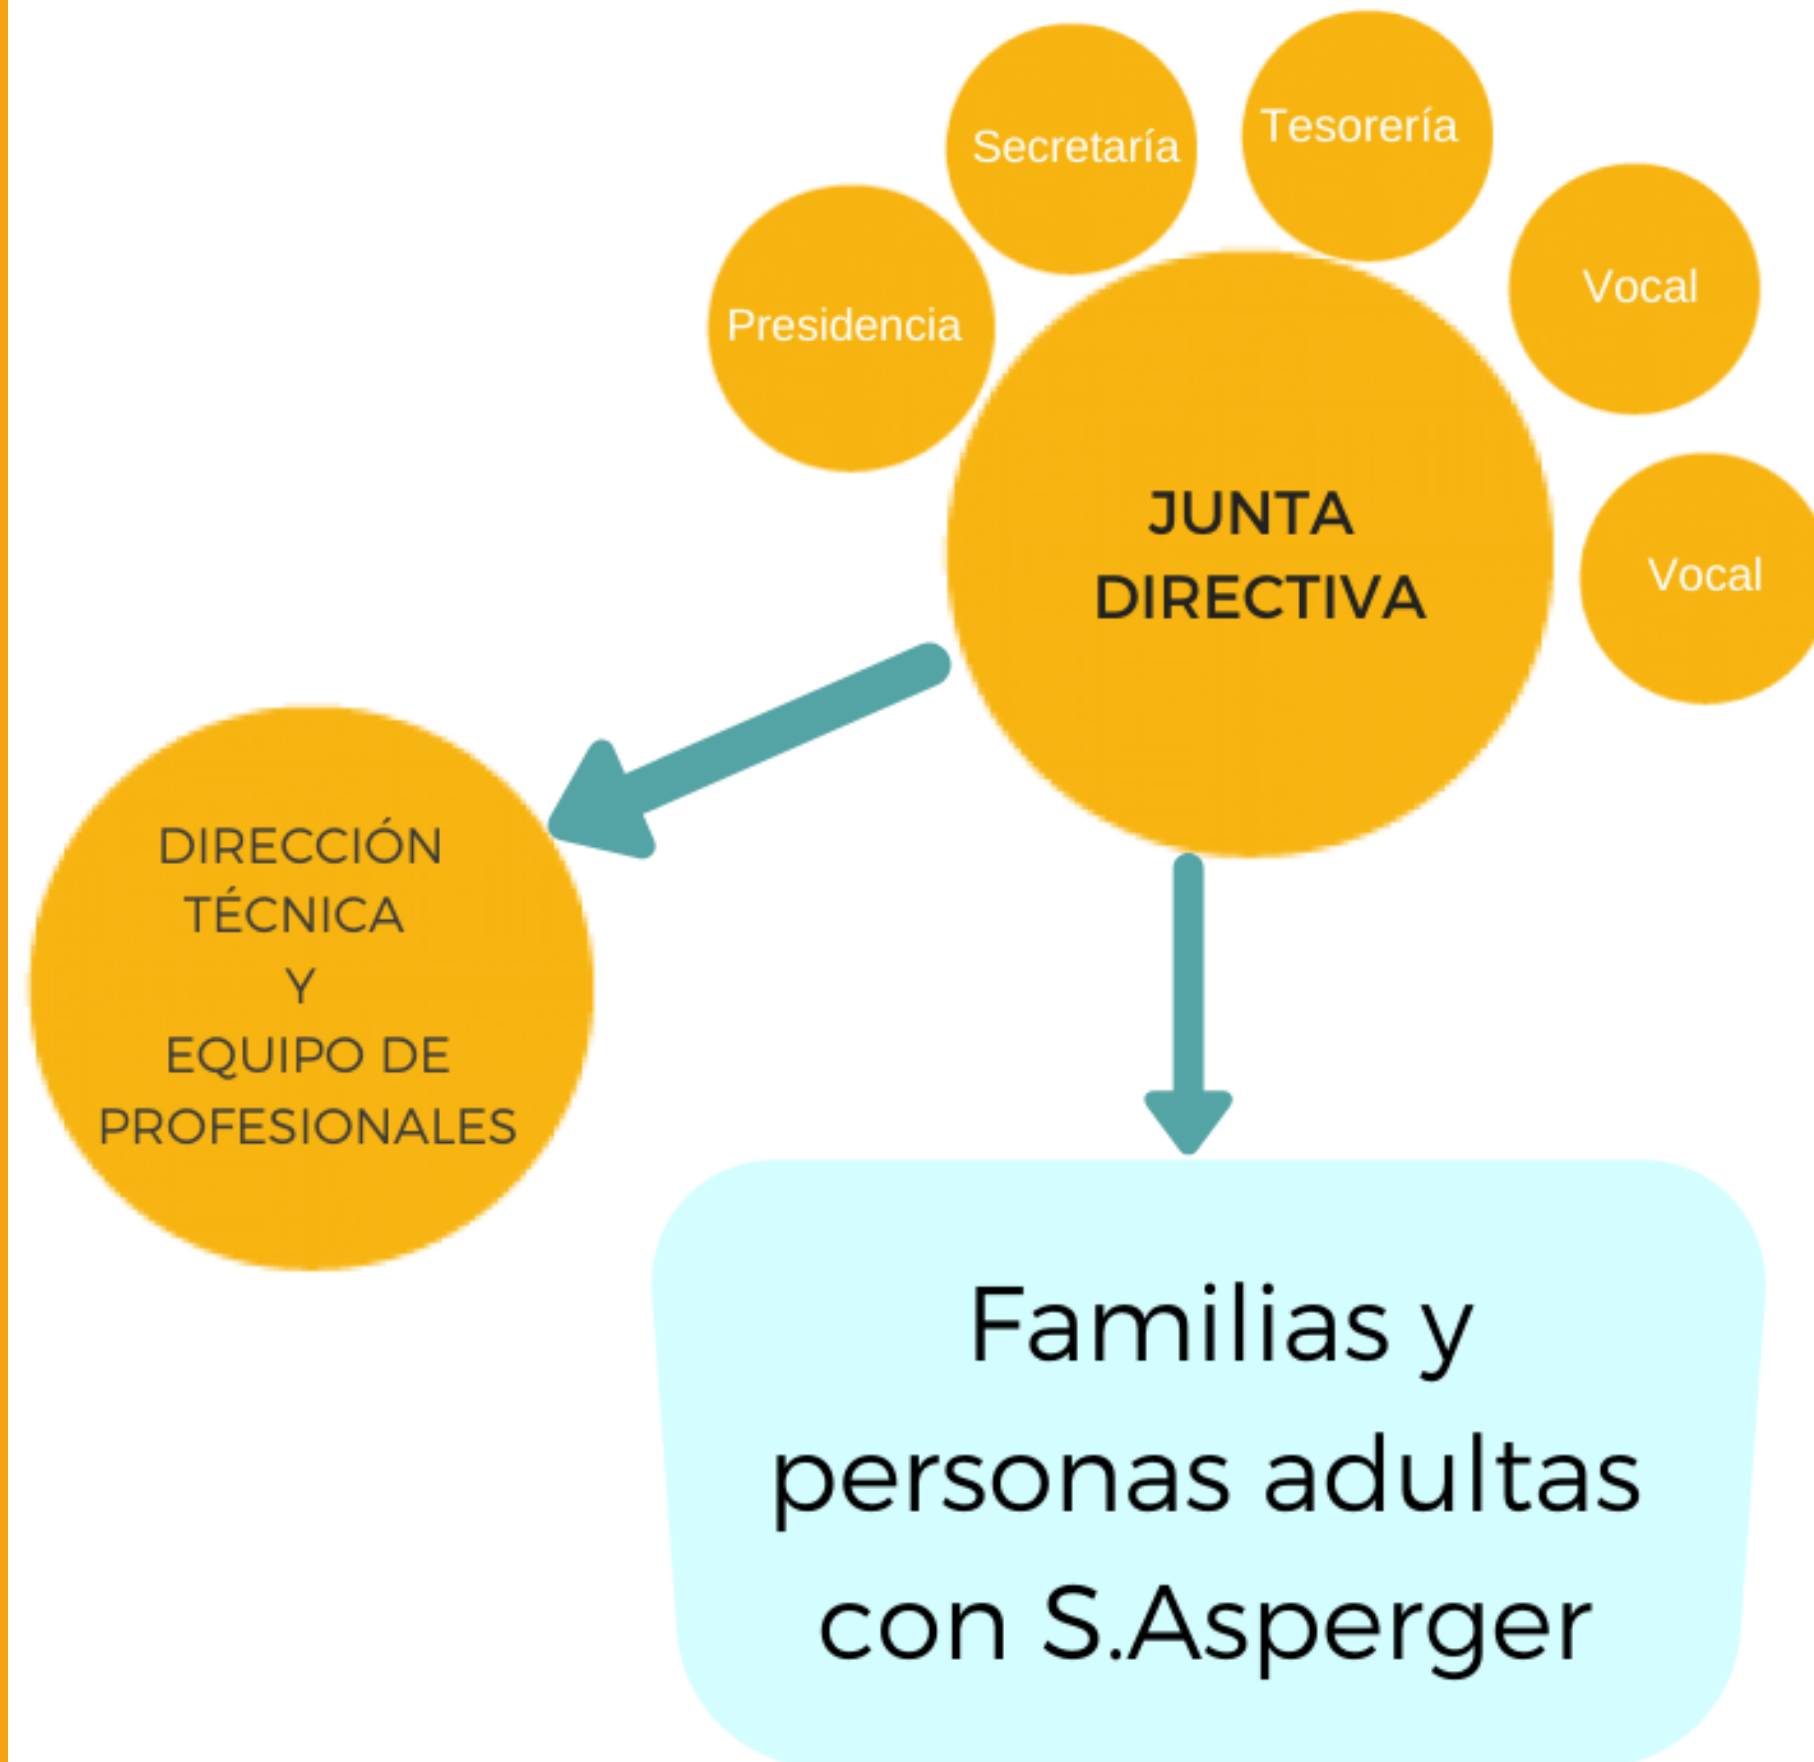 Secretaría
Tesorería
Presidencia
Vocal
Vocal
JUNTA
DIRECTIVA
DIRECCIÓN
TÉCNICA
Y
EQUIPO DE
PROFESIONALES
Familias y
personas adultas
con S.Asperger